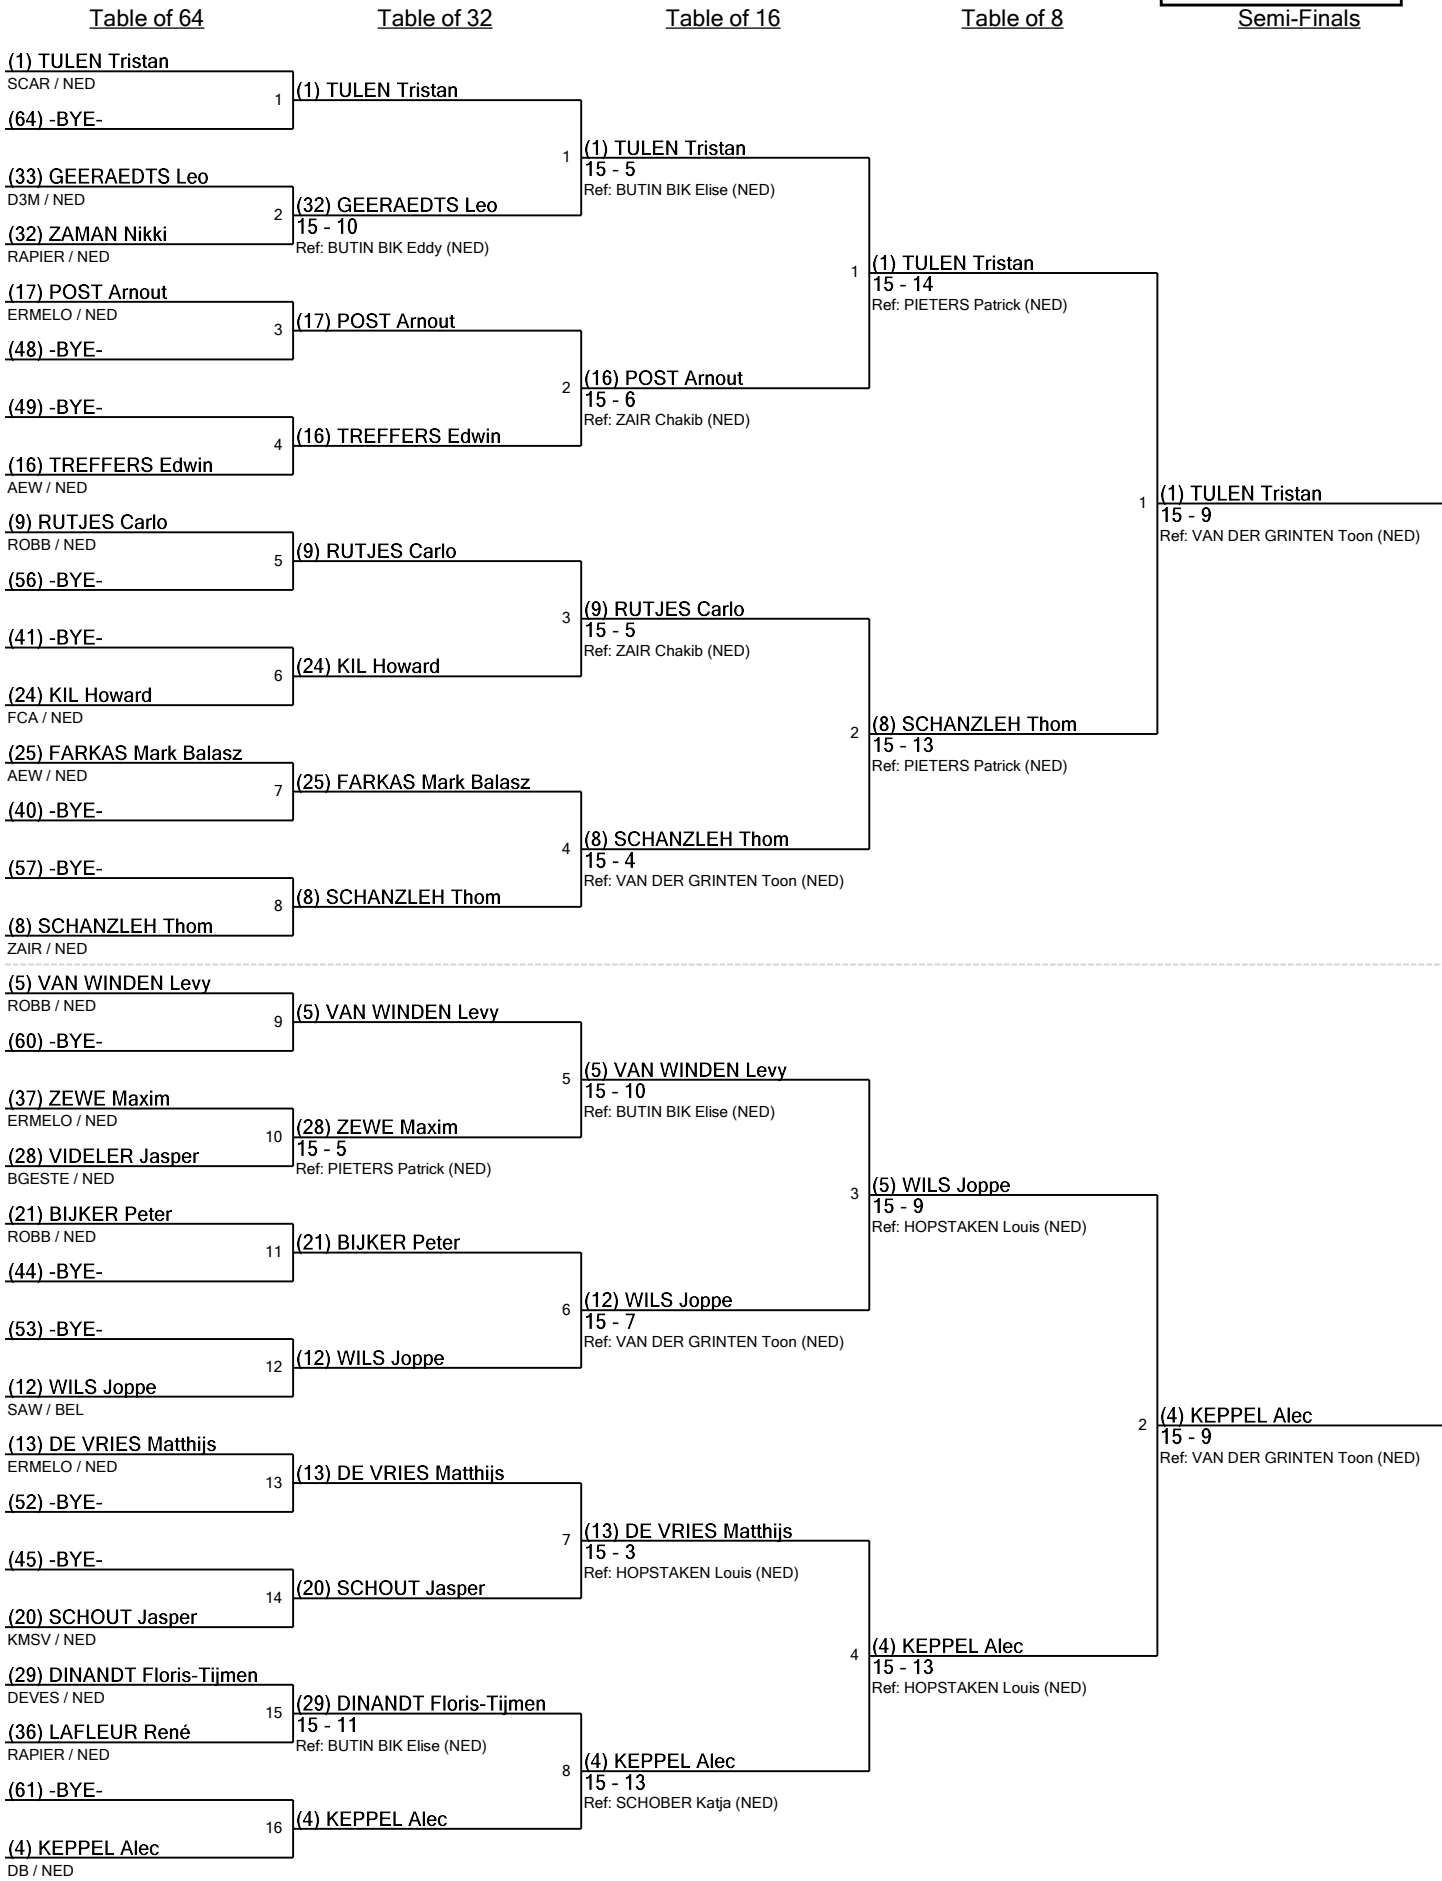 Table of 64
Table of 32
Table of 16
Table of 8
Semi-Finals
(1) TULEN Tristan
SCAR / NED
1
(64) -BYE-
(33) GEERAEDTS Leo
D3M / NED
2
(32) ZAMAN Nikki
RAPIER / NED
(17) POST Arnout
ERMELO / NED
3
(48) -BYE-
(49) -BYE-
4
(16) TREFFERS Edwin
AEW / NED
(9) RUTJES Carlo
ROBB / NED
5
(56) -BYE-
(41) -BYE-
6
(24) KIL Howard
FCA / NED
(25) FARKAS Mark Balasz
AEW / NED
7
(40) -BYE-
(57) -BYE-
8
(8) SCHANZLEH Thom
ZAIR / NED
(5) VAN WINDEN Levy
ROBB / NED
9
(60) -BYE-
(37) ZEWE Maxim
ERMELO / NED
10
(28) VIDELER Jasper
BGESTE / NED
(21) BIJKER Peter
ROBB / NED
11
(44) -BYE-
(53) -BYE-
12
(12) WILS Joppe
SAW / BEL
(13) DE VRIES Matthijs
ERMELO / NED
13
(52) -BYE-
(45) -BYE-
14
(20) SCHOUT Jasper
KMSV / NED
(29) DINANDT Floris-Tijmen
DEVES / NED
15
(36) LAFLEUR René
RAPIER / NED
(61) -BYE-
16
(4) KEPPEL Alec
DB / NED
(1) TULEN Tristan
1
(32) GEERAEDTS Leo
15 - 10
Ref: BUTIN BIK Eddy (NED)
(17) POST Arnout
2
(16) TREFFERS Edwin
(9) RUTJES Carlo
3
(24) KIL Howard
(25) FARKAS Mark Balasz
4
(8) SCHANZLEH Thom
(5) VAN WINDEN Levy
5
(28) ZEWE Maxim
15 - 5
Ref: PIETERS Patrick (NED)
(21) BIJKER Peter
6
(12) WILS Joppe
(13) DE VRIES Matthijs
7
(20) SCHOUT Jasper
(29) DINANDT Floris-Tijmen
15 - 11
Ref: BUTIN BIK Elise (NED)
8
(4) KEPPEL Alec
(1) TULEN Tristan
15 - 5
Ref: BUTIN BIK Elise (NED)
1
(16) POST Arnout
15 - 6
Ref: ZAIR Chakib (NED)
(9) RUTJES Carlo
15 - 5
Ref: ZAIR Chakib (NED)
2
(8) SCHANZLEH Thom
15 - 4
Ref: VAN DER GRINTEN Toon (NED)
(5) VAN WINDEN Levy
15 - 10
Ref: BUTIN BIK Elise (NED)
3
(12) WILS Joppe
15 - 7
Ref: VAN DER GRINTEN Toon (NED)
(13) DE VRIES Matthijs
15 - 3
Ref: HOPSTAKEN Louis (NED)
4
(4) KEPPEL Alec
15 - 13
Ref: SCHOBER Katja (NED)
(1) TULEN Tristan
15 - 14
Ref: PIETERS Patrick (NED)
1
(8) SCHANZLEH Thom
15 - 13
Ref: PIETERS Patrick (NED)
(5) WILS Joppe
15 - 9
Ref: HOPSTAKEN Louis (NED)
2
(4) KEPPEL Alec
15 - 13
Ref: HOPSTAKEN Louis (NED)
(1) TULEN Tristan
15 - 9
Ref: VAN DER GRINTEN Toon (NED)
(4) KEPPEL Alec
15 - 9
Ref: VAN DER GRINTEN Toon (NED)